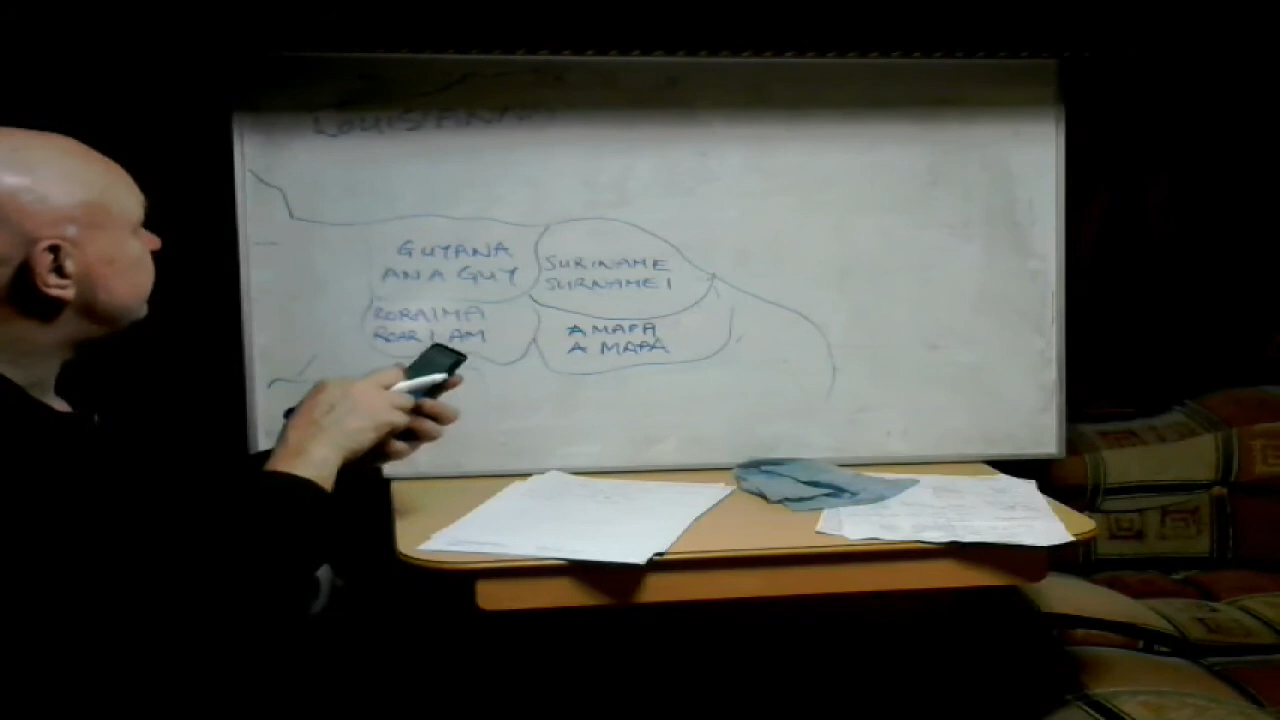 GUYANA
ANA GUY
SURINAME
SURNAME I
RORAIMA
ROAR I AM
AMAPA
A MAPA